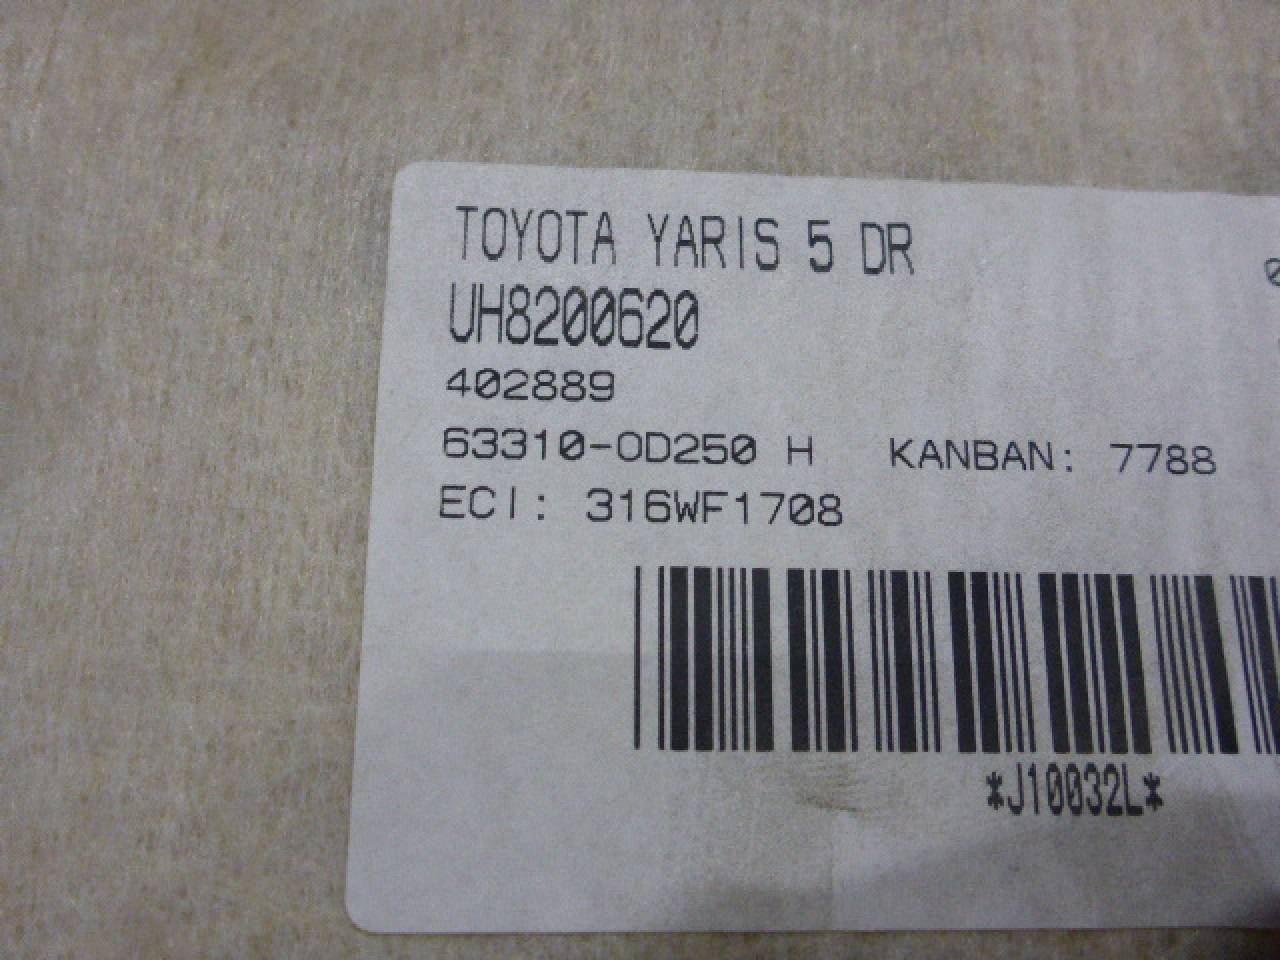 TOYOTA YARIS 5 DR
UH8200620
402889
63310-0D250 H KANBAN: 7788
ECI: 316WF1708
*J10032L*